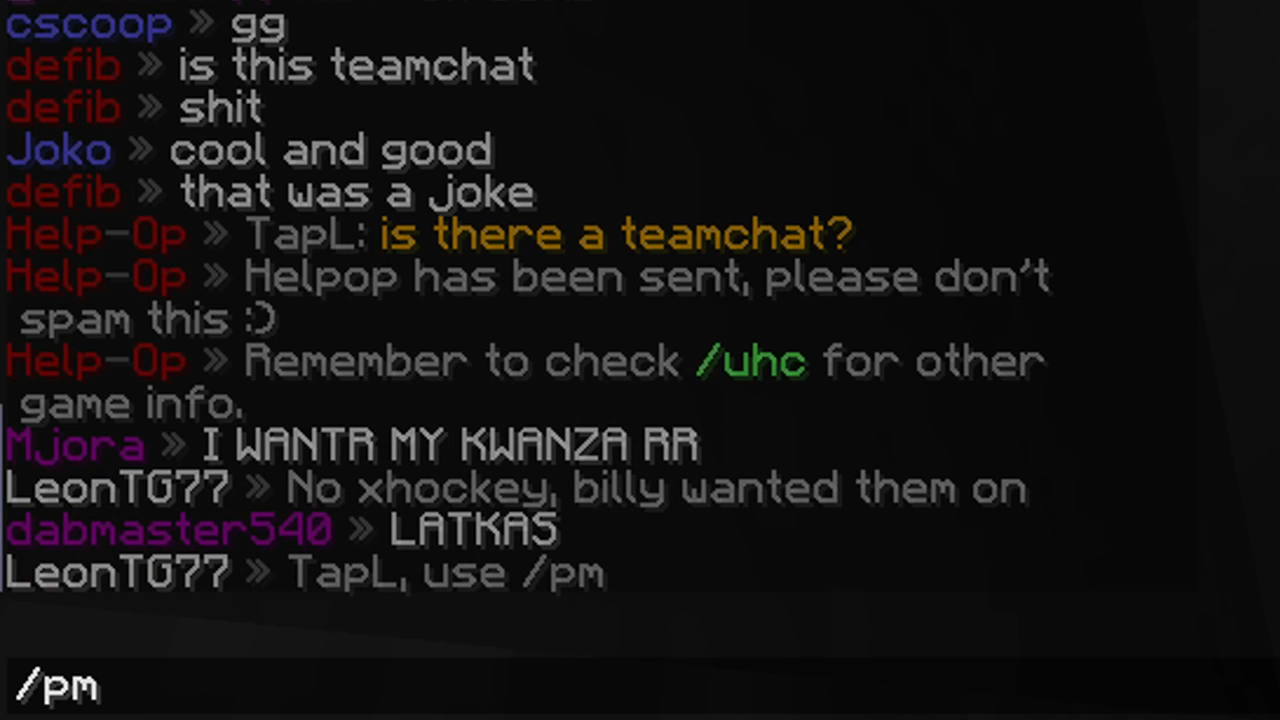 cscoop » gg
defib » is this teamchat
defib » shit
Joko » cool and good
defib » that was a joke
Help-Op » TapL: is there a teamchat?
Help-Op » Helpop has been sent, please don't
spam this :)
Help-Op » Remember to check /uhc for other
game info.
Mjora » I WANTR MY KWANZA RR
LeonTG77 » No xhockey, billy wanted them on
dabmaster540 » LATKAS
LeonTG77 » TapL, use /pm
/pm